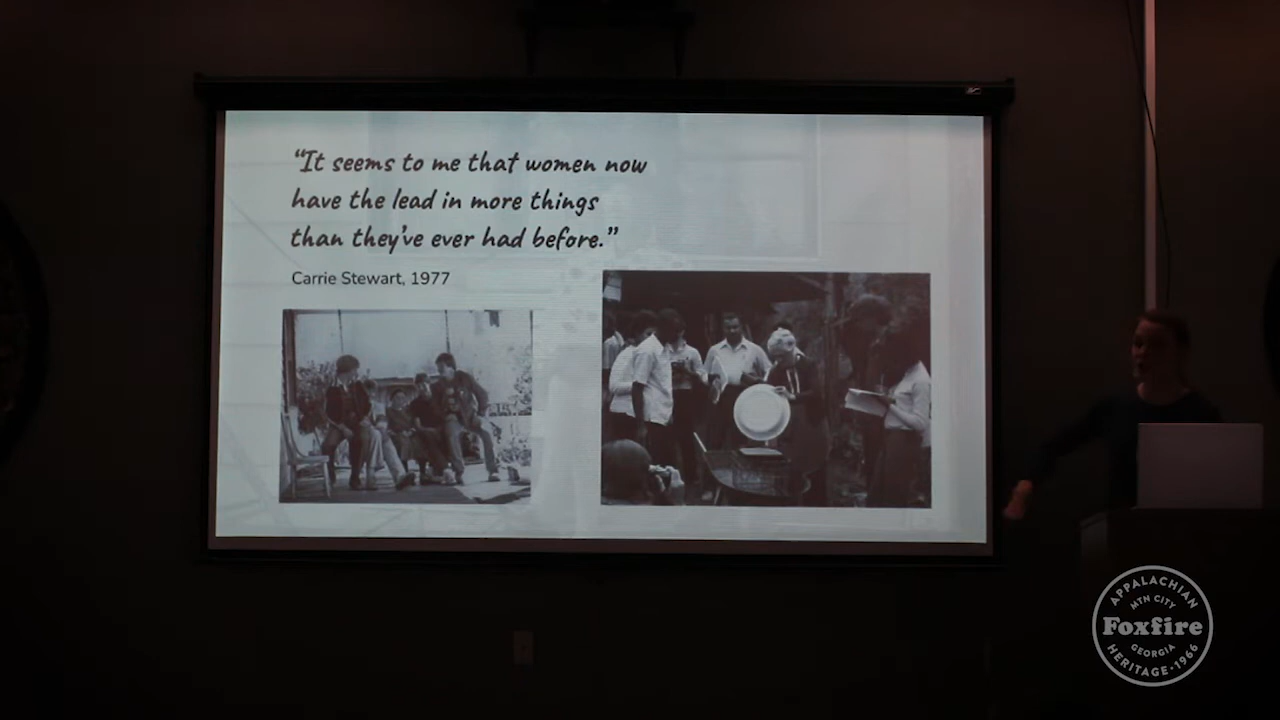 “It seems to me that women now
have the lead in more things
than they’ve ever had before.”
Carrie Stewart, 1977
APPALACHIAN
MTN CITY
Foxfire
GEORGIA
HERITAGE · 1966